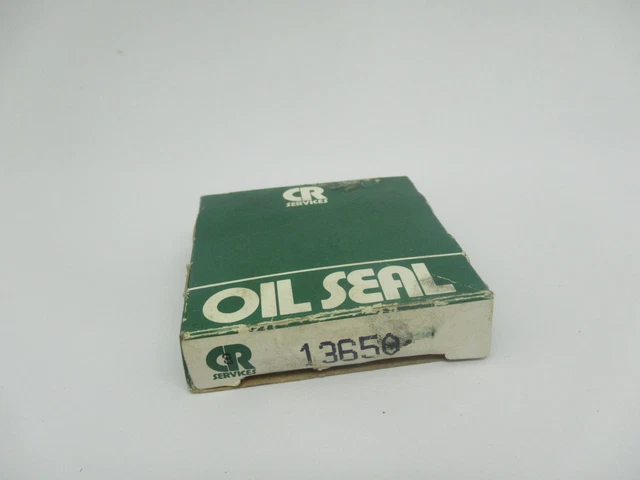 CR
SERVICES
OIL SEAL
CR
SERVICES
13650